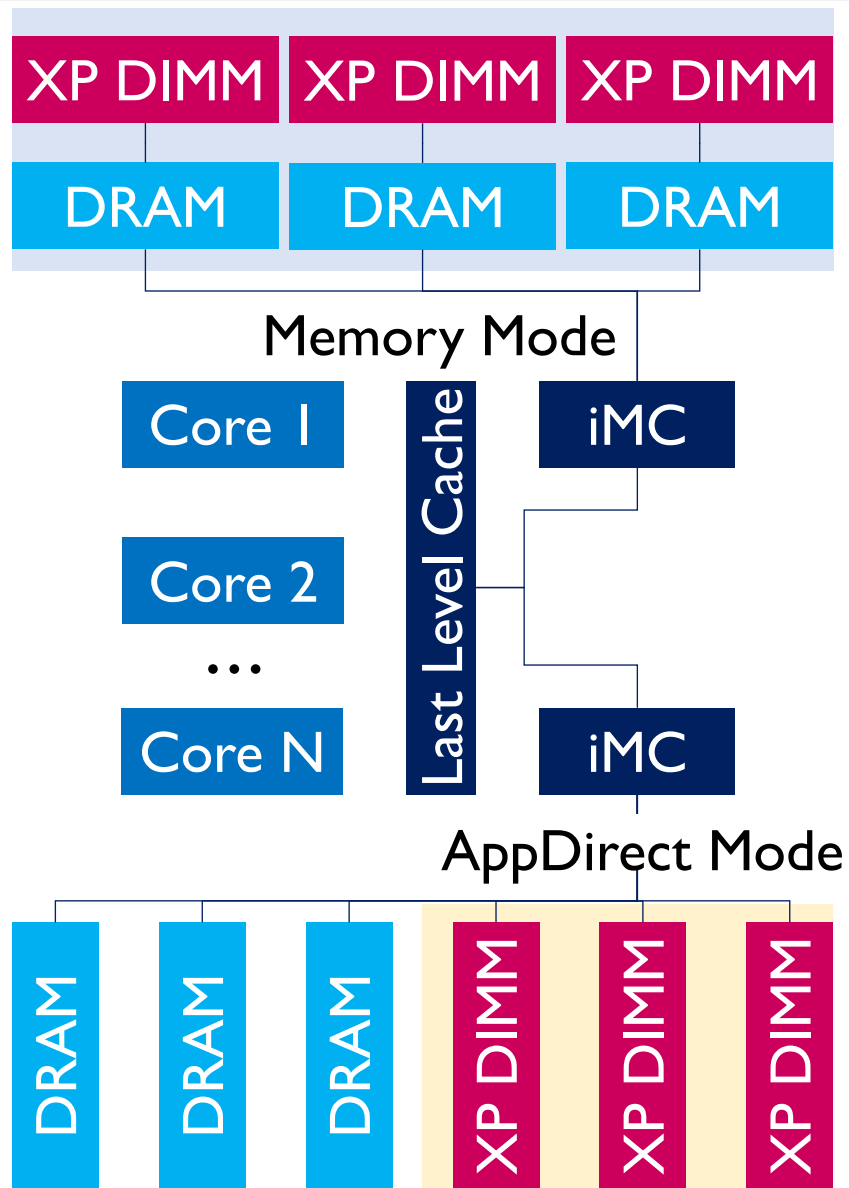 XP DIMM XP DIMM XP DIMM
DRAM DRAM DRAM
Memory Mode
Core 1
Last Level Cache
iMC
Core 2
...
Core N
iMC
AppDirect Mode
DRAM
DRAM
DRAM
XP DIMM
XP DIMM
XP DIMM